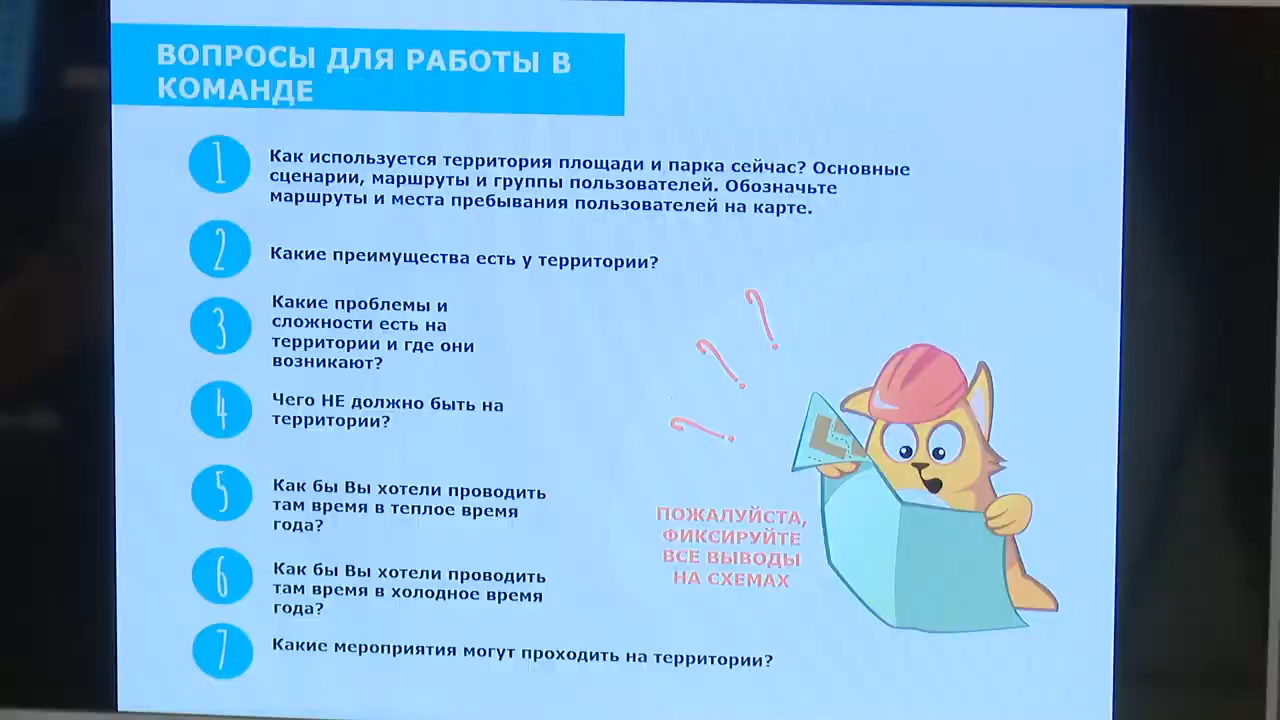 ВОПРОСЫ ДЛЯ РАБОТЫ В
КОМАНДЕ
1
Как используется территория площади и парка сейчас? Основные
сценарии, маршруты и группы пользователей. Обозначьте
маршруты и места пребывания пользователей на карте.
2
Какие преимущества есть у территории?
3
Какие проблемы и
сложности есть на
территории и где они
возникают?
4
Чего НЕ должно быть на
территории?
5
Как бы Вы хотели проводить
там время в теплое время
года?
6
Как бы Вы хотели проводить
там время в холодное время
года?
7
Какие мероприятия могут проходить на территории?
? ? ?
ПОЖАЛУЙСТА,
ФИКСИРУЙТЕ
ВСЕ ВЫВОДЫ
НА СХЕМАХ